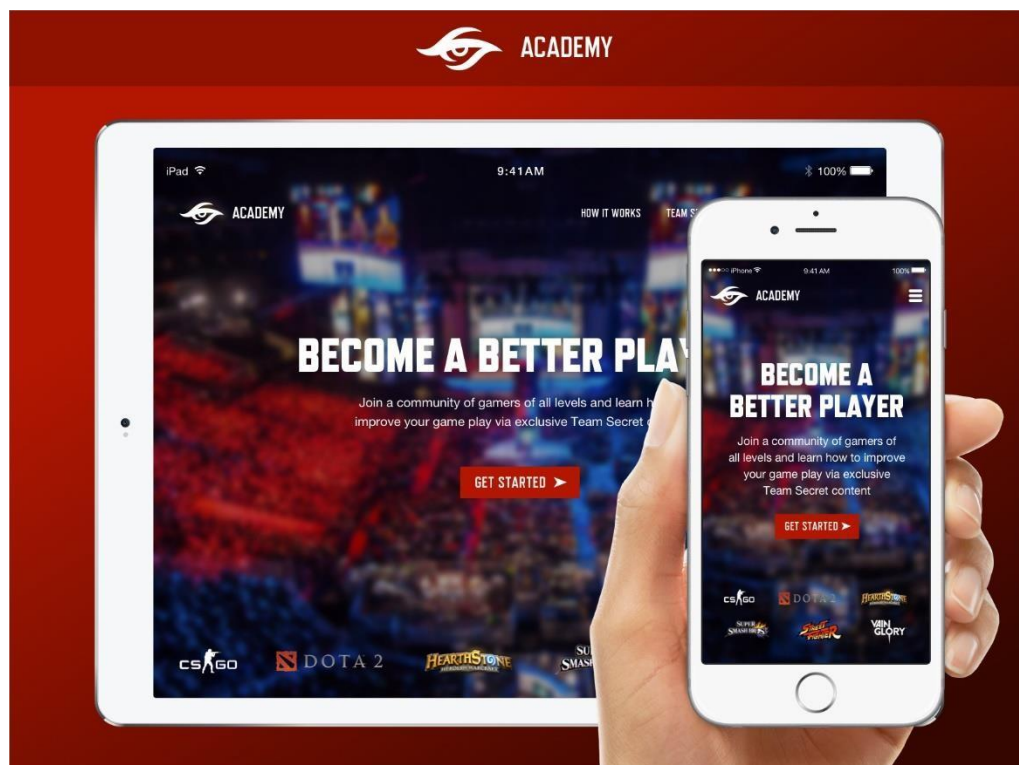 ACADEMY
iPad
9:41AM
100%
ACADEMY
HOW IT WORKS
TEAM
BECOME A BETTER
Join a community of gamers of all levels and learn
improve your game play via exclusive Team Secret
GET STARTED
CS GO
DOTA 2
HEARTHSTONE
HEROES OF WARCRAFT
iPhone
9:41 AM
100%
ACADEMY
BECOME A
BETTER PLAYER
Join a community of gamers of
all levels and learn how to improve
your game play via exclusive
Team Secret content
GET STARTED
CS GO
DOTA 2
HEARTHSTONE
SUPER
SMASH BROS
STREET
FIGHTER
VAIN
GLORY